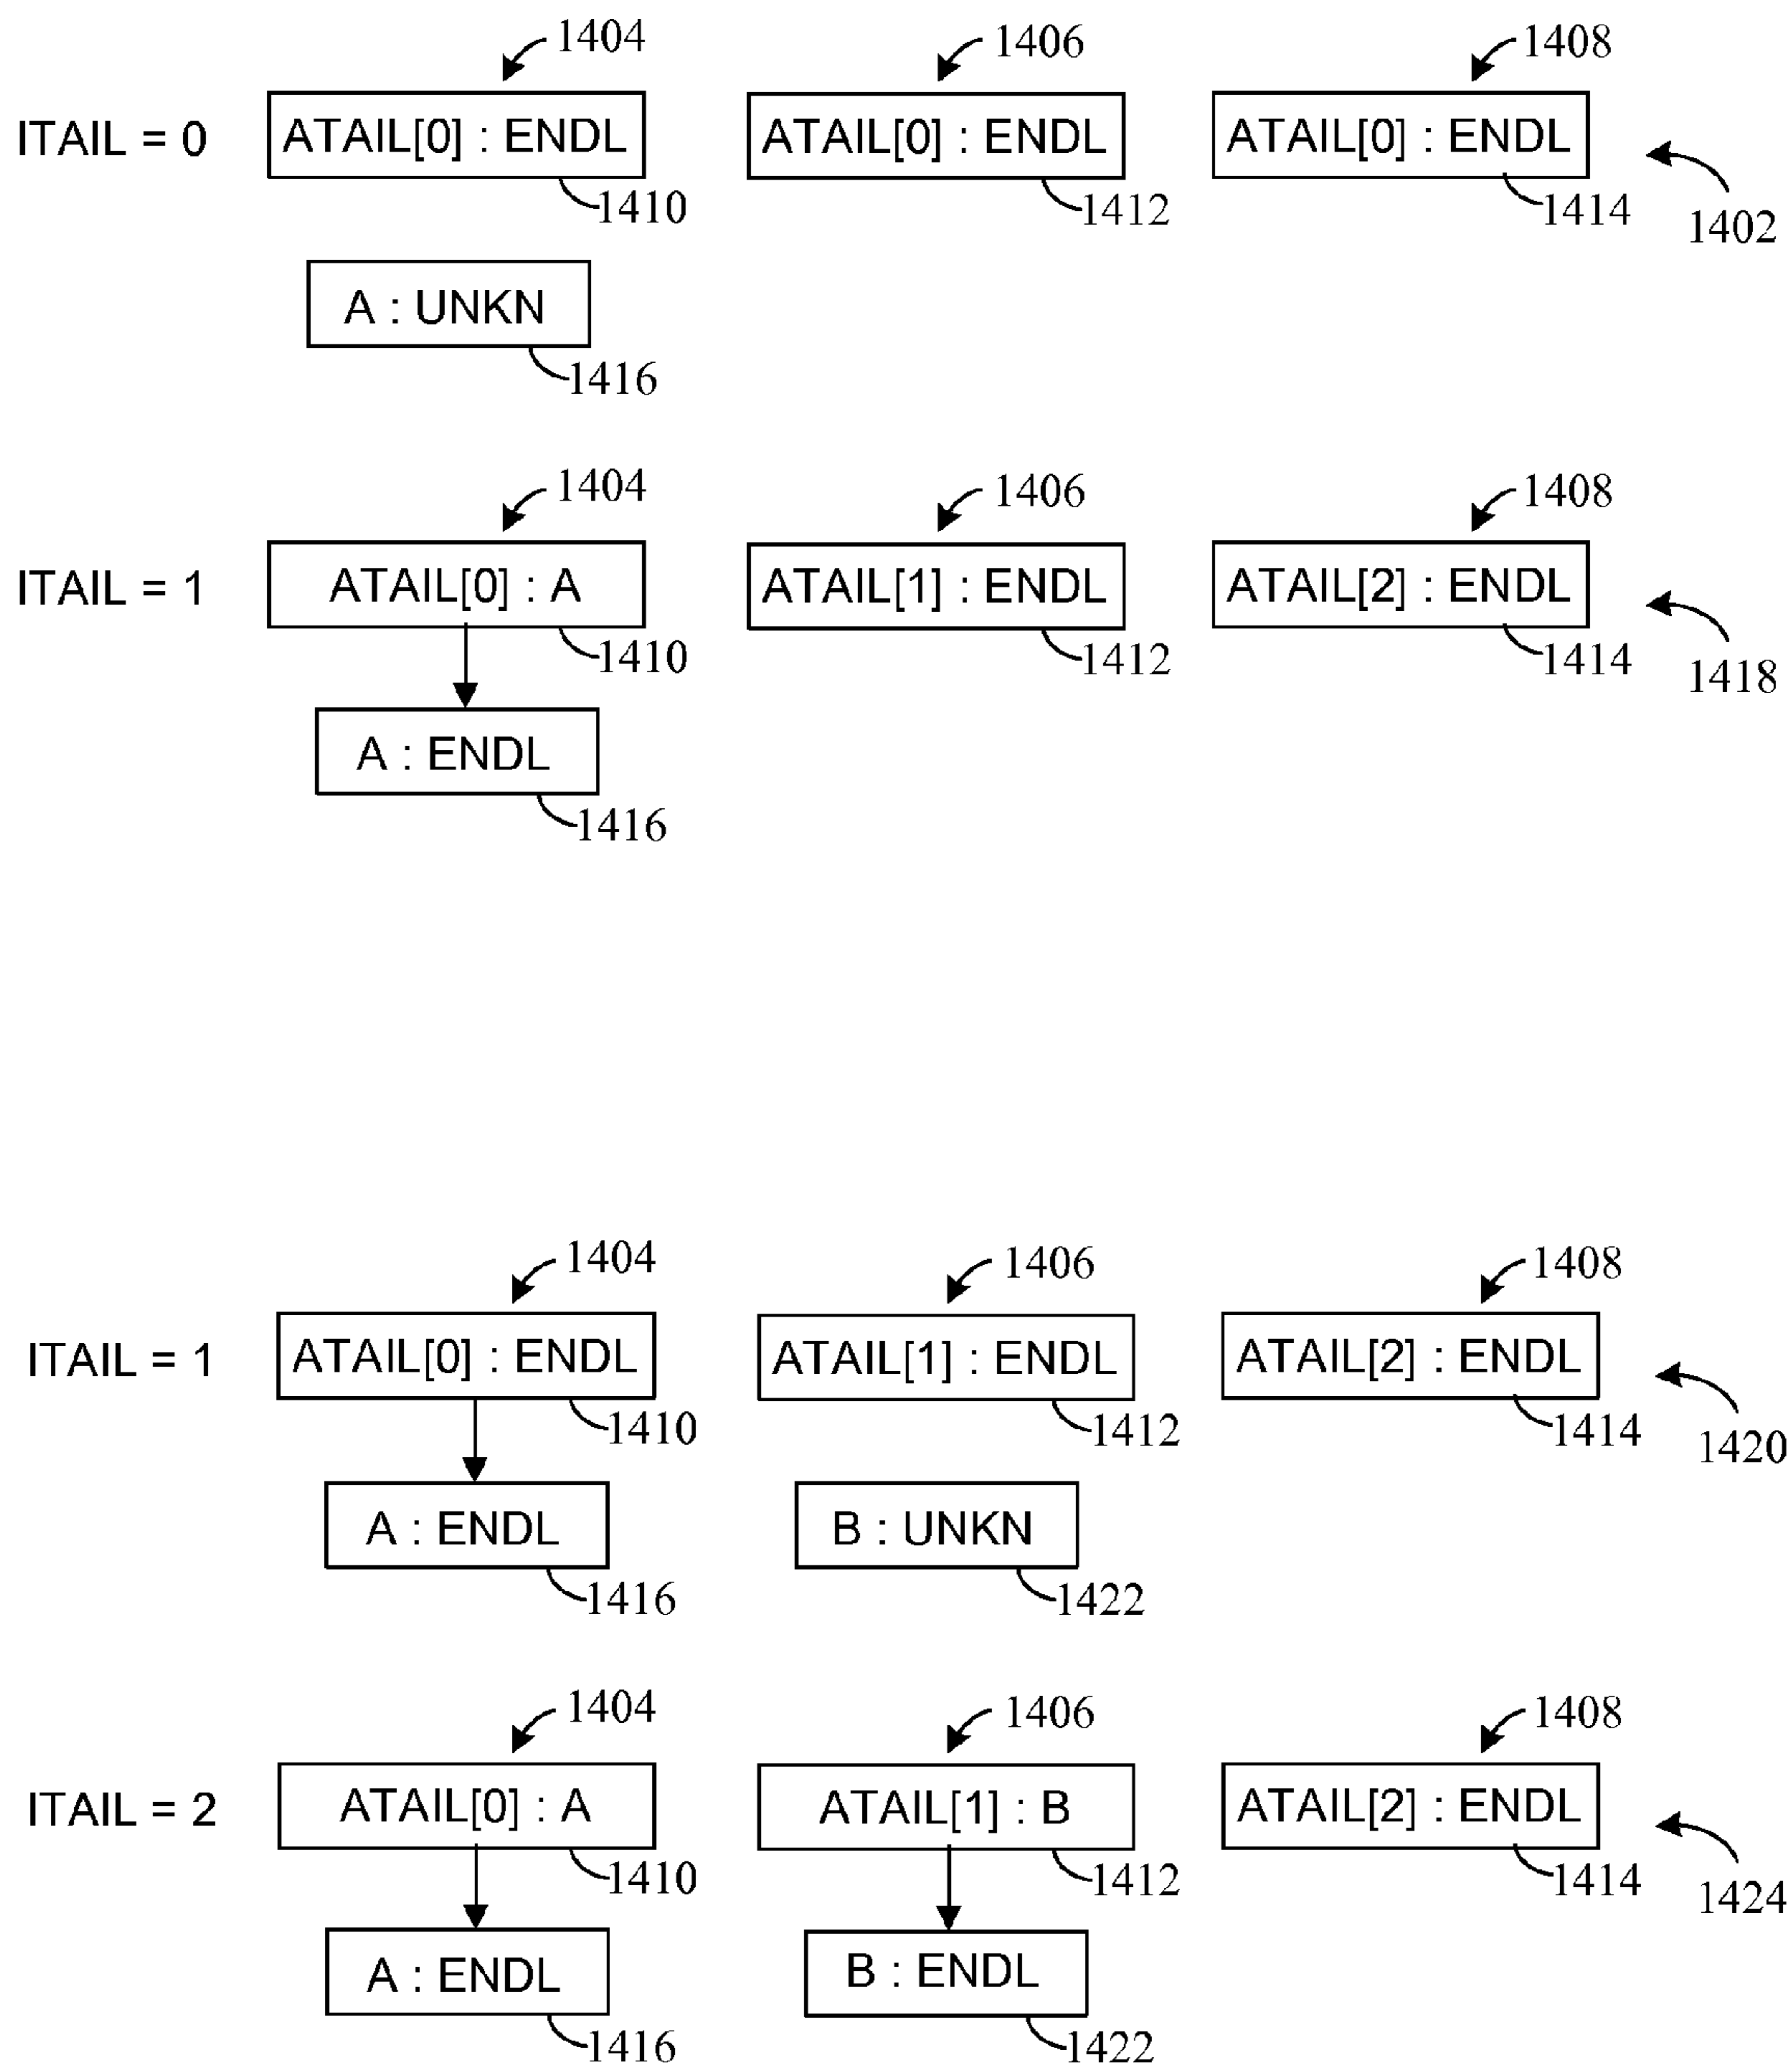 1404 1406 1408
ITAIL = 0 ATAIL[0] : ENDL ATAIL[0] : ENDL ATAIL[0] : ENDL
1410 1412 1414 1402
A : UNKN
1416
1404 1406 1408
ITAIL = 1 ATAIL[0] : A ATAIL[1] : ENDL ATAIL[2] : ENDL
1410 1412 1414 1418
A : ENDL
1416
1404 1406 1408
ITAIL = 1 ATAIL[0] : ENDL ATAIL[1] : ENDL ATAIL[2] : ENDL
1410 1412 1414 1420
A : ENDL B : UNKN
1416 1422
1404 1406 1408
ITAIL = 2 ATAIL[0] : A ATAIL[1] : B ATAIL[2] : ENDL
1410 1412 1414 1424
A : ENDL B : ENDL
1416 1422